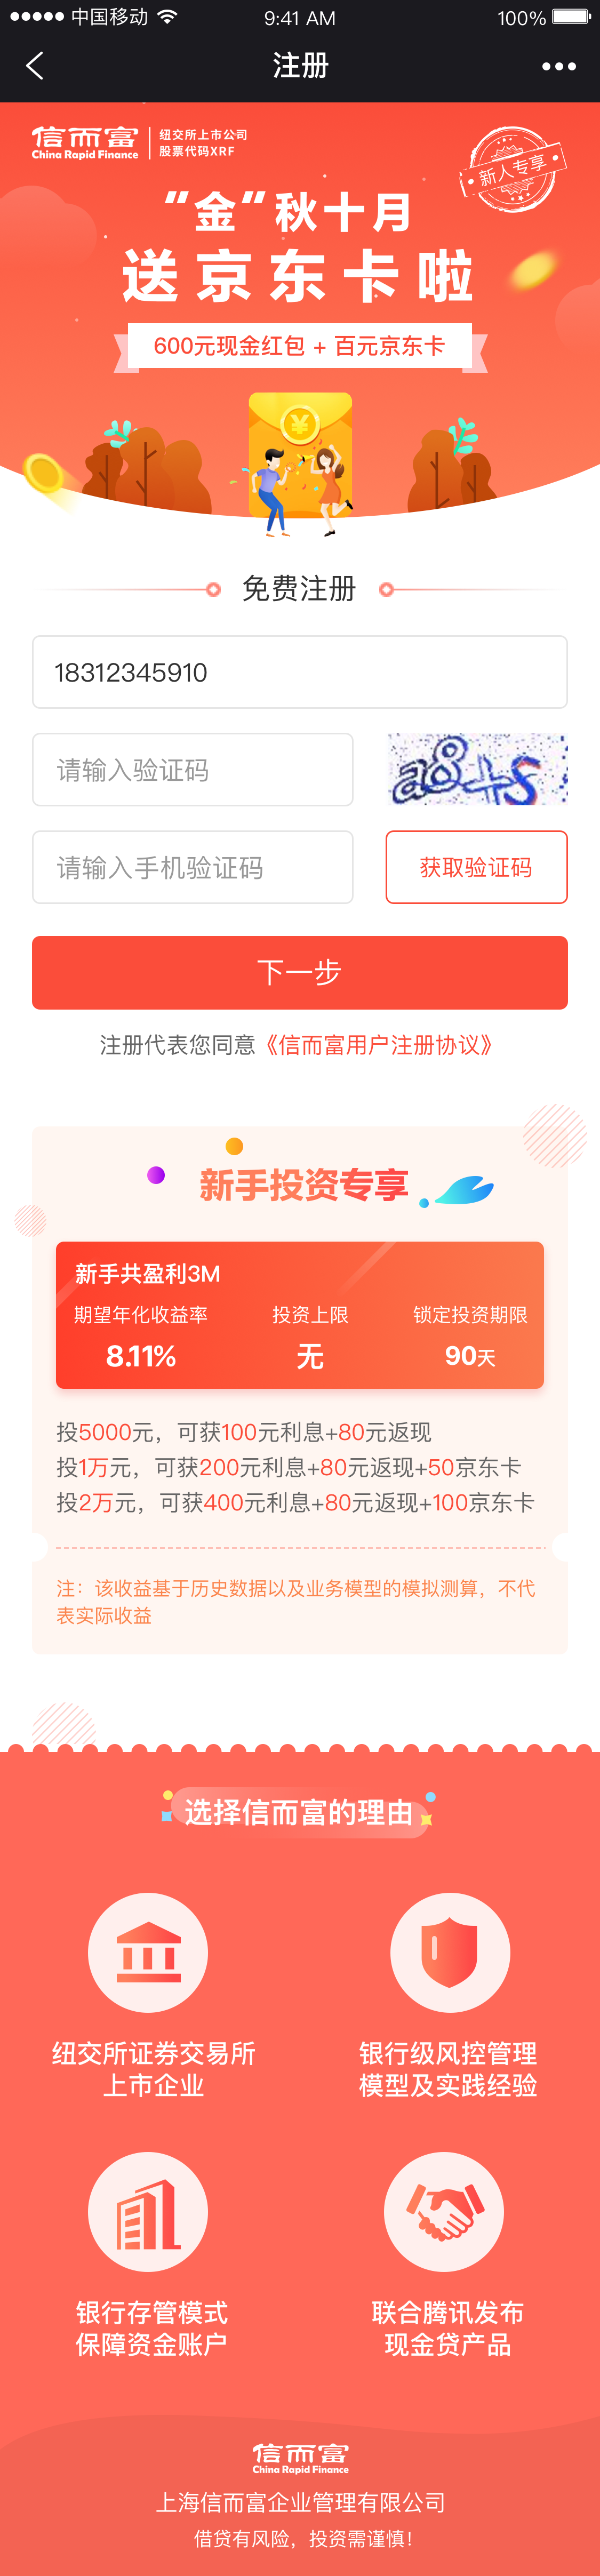 中国移动
9:41 AM
100%
注册
信而富
China Rapid Finance
纽交所上市公司
股票代码XRF
新人专享
“金”秋十月
送京东卡啦
600元现金红包 + 百元京东卡
¥
免费注册
18312345910
请输入验证码
a8+s
请输入手机验证码
获取验证码
下一步
注册代表您同意《信而富用户注册协议》
新手投资专享
新手共盈利3M
期望年化收益率
投资上限
锁定投资期限
8.11%
无
90天
投5000元，可获100元利息+80元返现
投1万元，可获200元利息+80元返现+50京东卡
投2万元，可获400元利息+80元返现+100京东卡
注：该收益基于历史数据以及业务模型的模拟测算，不代
表实际收益
选择信而富的理由
纽交所证券交易所
上市企业
银行级风控管理
模型及实践经验
银行存管模式
保障资金账户
联合腾讯发布
现金贷产品
信而富
China Rapid Finance
上海信而富企业管理有限公司
借贷有风险，投资需谨慎！